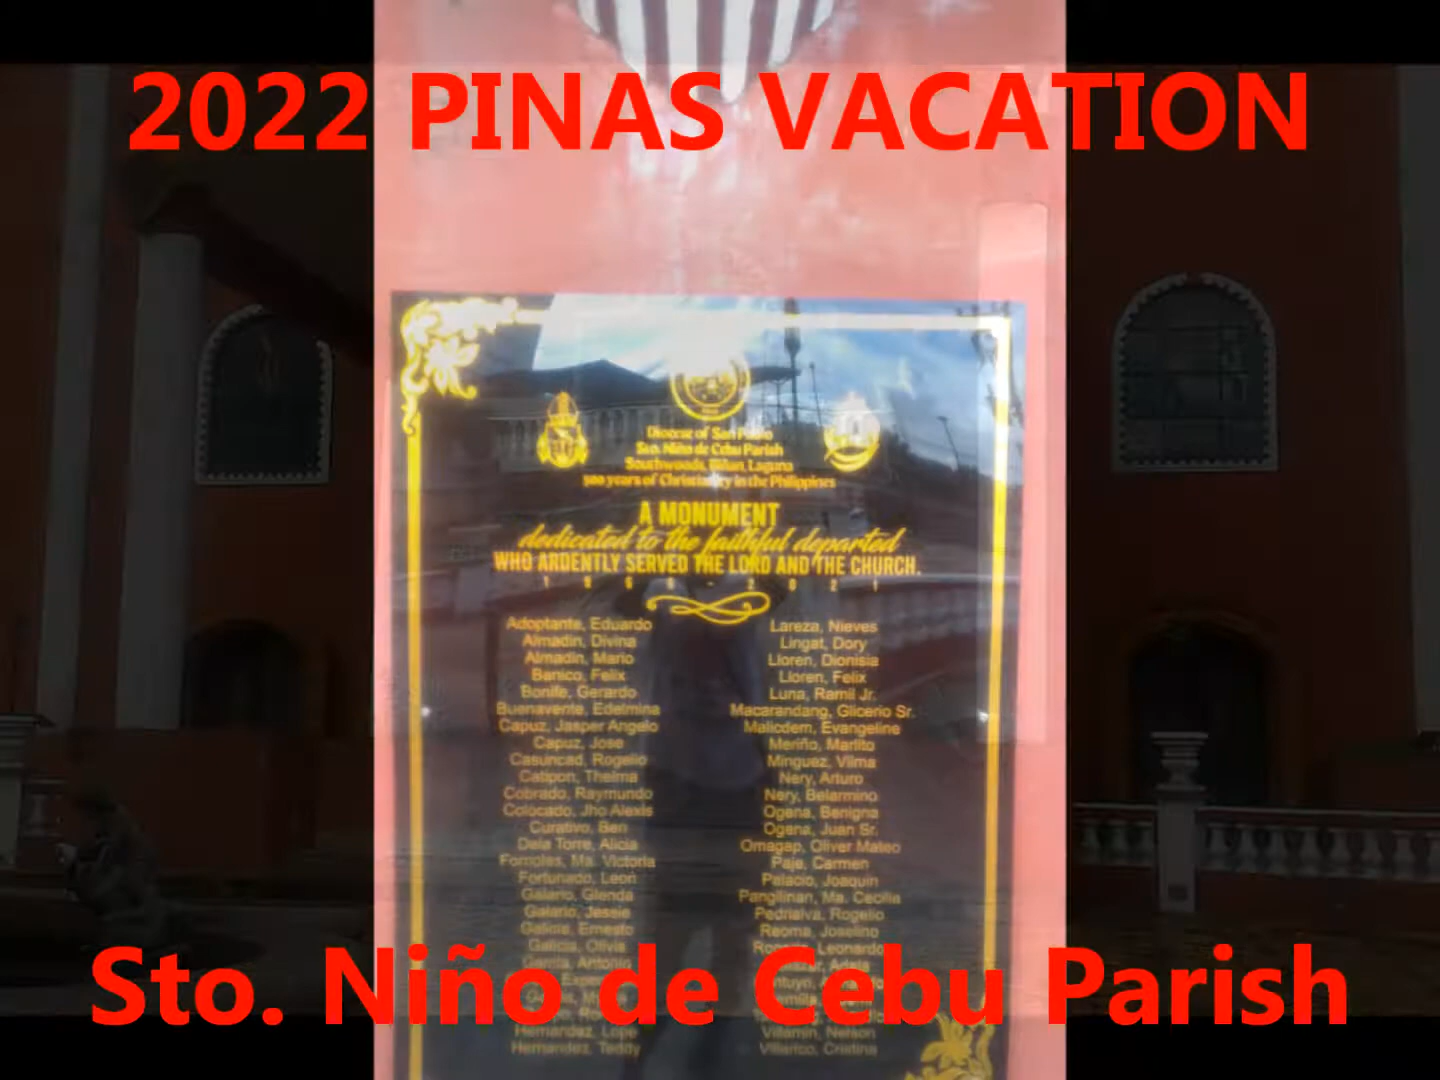 2022 PINAS VACATION
Diocese of San Pablo
Sto. Niño de Cebu Parish
Southwoods, Biñan, Laguna
500 years of Christianity in the Philippines
A MONUMENT
dedicated to the faithful departed
WHO ARDENTLY SERVED THE LORD AND THE CHURCH.
Adoptante, Eduardo
Almadin, Divina
Almadin, Mario
Banico, Felix
Bonife, Gerardo
Buenavente, Edelmina
Capuz, Jasper Angelo
Capuz, Jose
Casuncad, Rogelio
Catipon, Thelma
Cobrado, Raymundo
Colocado, Jho Alexis
Curativo, Ben
Dela Torre, Alicia
Fornoles, Ma. Victoria
Fortunado, Leon
Galario, Glenda
Galario, Jessie
Galicia, Ernesto
Galicia, Olivia
Garcia, Antonio
Hernandez, Lope
Hernandez, Teddy
Lareza, Nieves
Lingat, Dory
Lloren, Dionisia
Lloren, Felix
Luna, Ramil Jr.
Macarandang, Glicerio Sr.
Malicdem, Evangeline
Meriño, Marlito
Minguez, Vilma
Nery, Arturo
Nery, Belarmino
Ogena, Benigna
Ogena, Juan Sr.
Omagap, Oliver Mateo
Paje, Carmen
Palacio, Joaquin
Pangilinan, Ma. Cecilia
Pedrialva, Rogelio
Reoma, Joselino
Leonardo
Villamin, Nelson
Villarico, Cristina
Sto. Niño de Cebu Parish